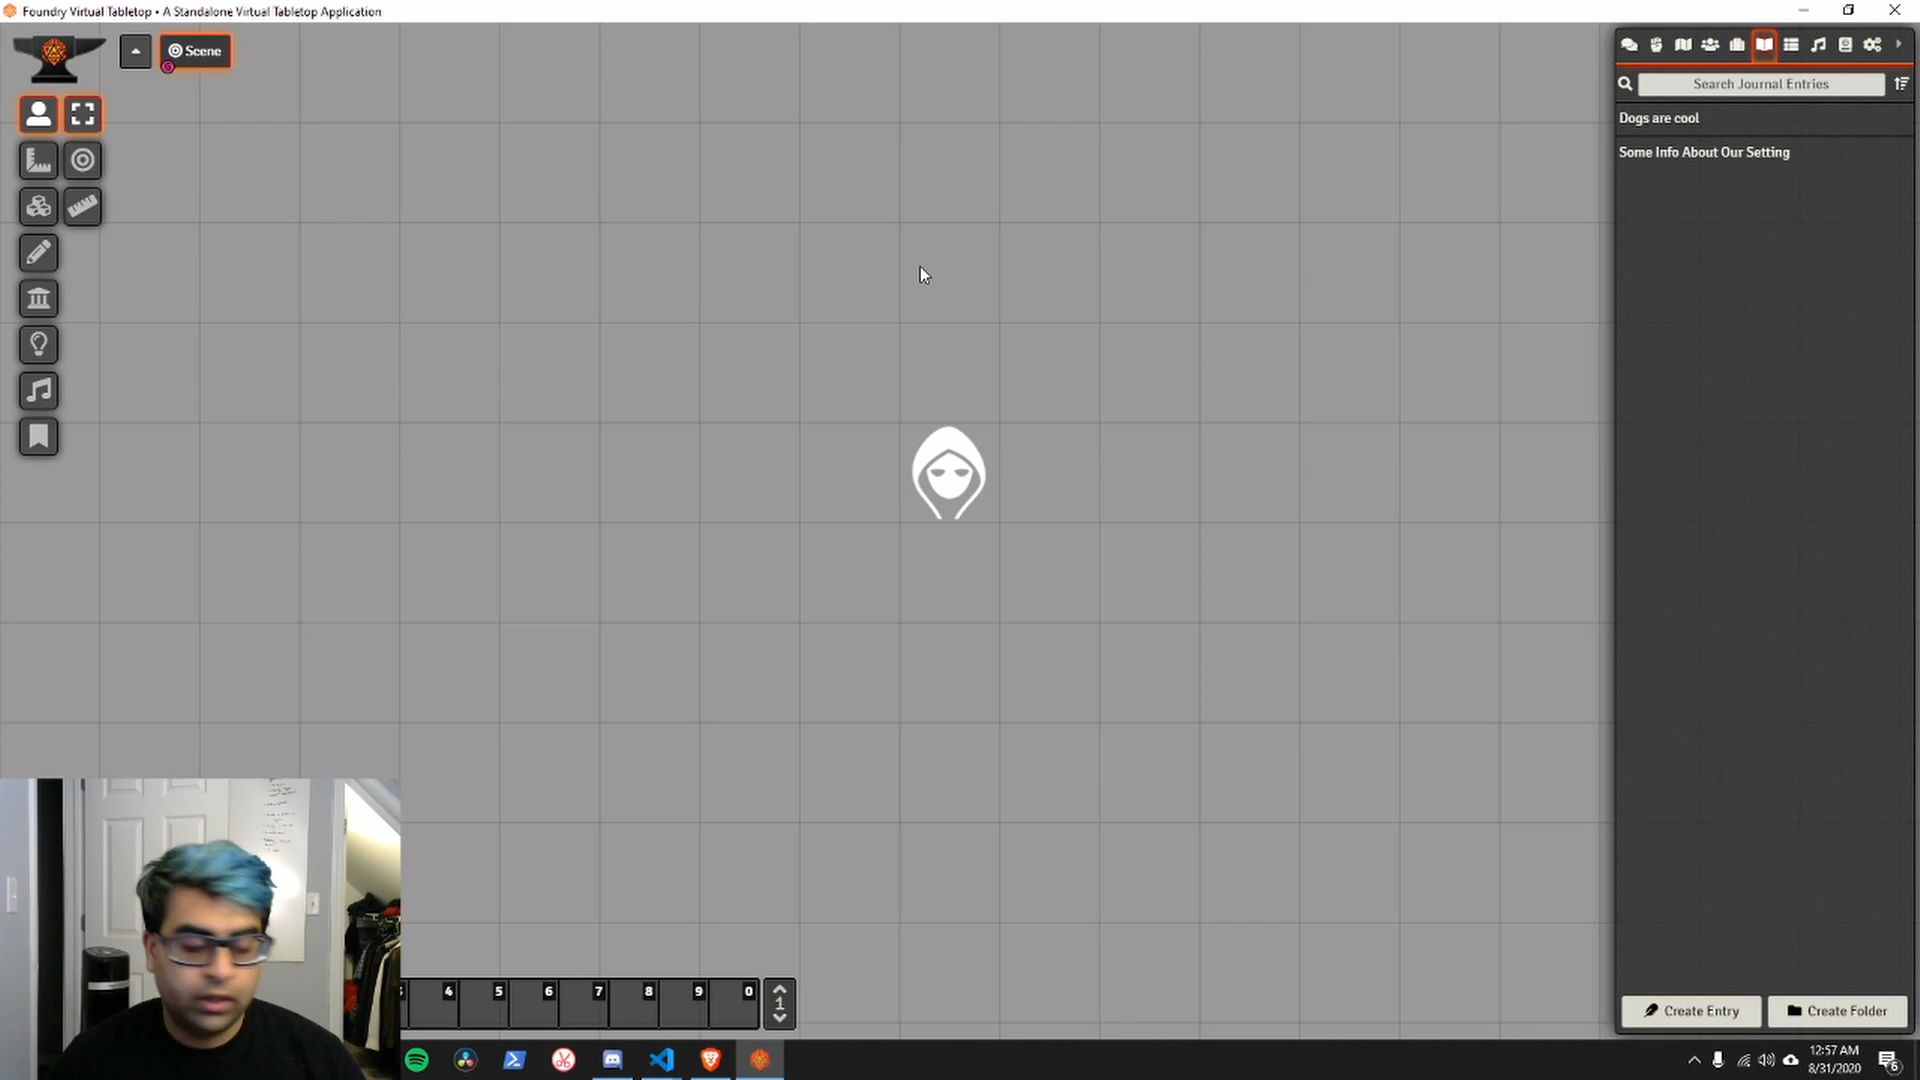 Foundry Virtual Tabletop • A Standalone Virtual Tabletop Application
Scene
G
Search Journal Entries
Dogs are cool
Some Info About Our Setting
4 5 6 7 8 9 0
1
Create Entry
Create Folder
12:57 AM
8/31/2020
6